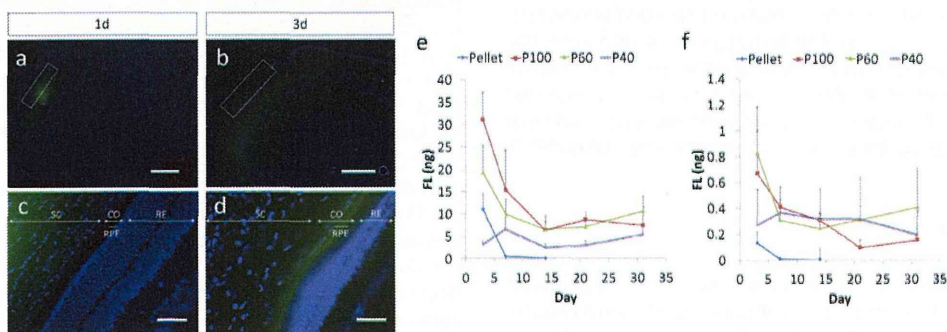 1d
3d
a
b
c
SC
CO
RE
RPE
d
SC
CO
RE
RPE
e
Pellet P100 P60 P40
FL (ng)
40
35
30
25
20
15
10
5
0
0 5 10 15 20 25 30 35
Day
f
Pellet P100 P60 P40
FL (ng)
1.4
1.2
1
0.8
0.6
0.4
0.2
0
0 5 10 15 20 25 30 35
Day